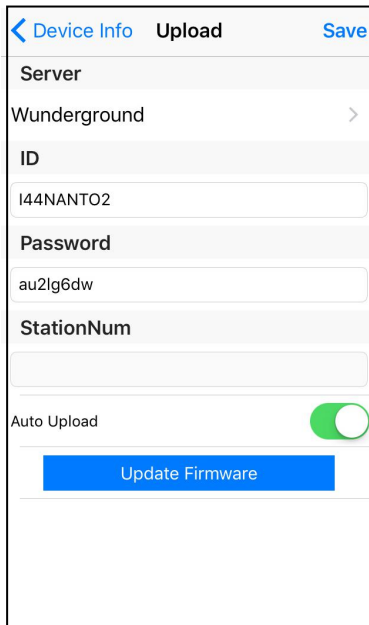 Device Info Upload Save
Server
Wunderground
ID
I44NANTO2
Password
au2lg6dw
StationNum
Auto Upload
Update Firmware